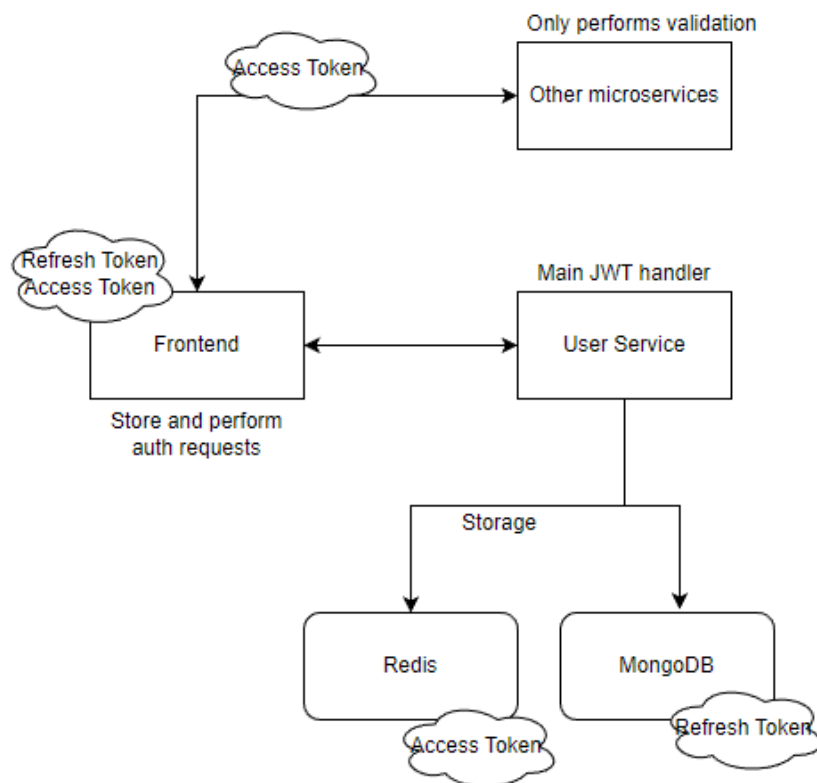 Only performs validation
Access Token
Other microservices
Refresh Token
Access Token
Main JWT handler
Frontend
User Service
Store and perform
auth requests
Storage
Redis
MongoDB
Refresh Token
Access Token